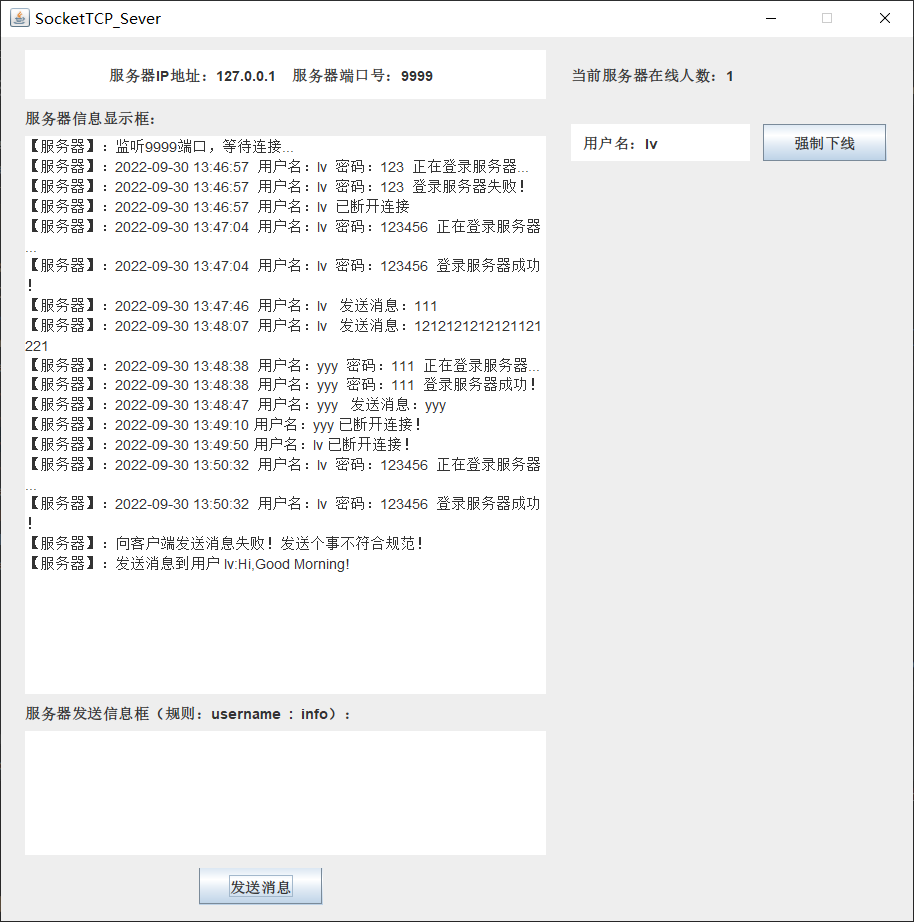 SocketTCP_Sever
服务器IP地址：127.0.0.1 服务器端口号：9999
当前服务器在线人数：1
服务器信息显示框：
用户名：lv
强制下线
【服务器】：监听9999端口，等待连接...
【服务器】：2022-09-30 13:46:57 用户名：lv 密码：123 正在登录服务器...
【服务器】：2022-09-30 13:46:57 用户名：lv 密码：123 登录服务器失败！
【服务器】：2022-09-30 13:46:57 用户名：lv 已断开连接
【服务器】：2022-09-30 13:47:04 用户名：lv 密码：123456 正在登录服务器
...
【服务器】：2022-09-30 13:47:04 用户名：lv 密码：123456 登录服务器成功
！
【服务器】：2022-09-30 13:47:46 用户名：lv 发送消息：111
【服务器】：2022-09-30 13:48:07 用户名：lv 发送消息：1212121212121121
221
【服务器】：2022-09-30 13:48:38 用户名：yyy 密码：111 正在登录服务器...
【服务器】：2022-09-30 13:48:38 用户名：yyy 密码：111 登录服务器成功！
【服务器】：2022-09-30 13:48:47 用户名：yyy 发送消息：yyy
【服务器】：2022-09-30 13:49:10 用户名：yyy 已断开连接！
【服务器】：2022-09-30 13:49:50 用户名：lv 已断开连接！
【服务器】：2022-09-30 13:50:32 用户名：lv 密码：123456 正在登录服务器
...
【服务器】：2022-09-30 13:50:32 用户名：lv 密码：123456 登录服务器成功
！
【服务器】：向客户端发送消息失败！发送个事不符合规范！
【服务器】：发送消息到用户 lv:Hi,Good Morning!
服务器发送信息框（规则：username : info）：
发送消息